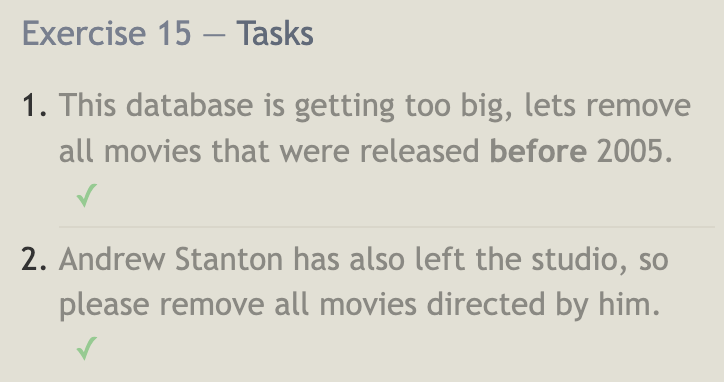 Exercise 15 — Tasks
1. This database is getting too big, lets remove
all movies that were released before 2005.
✓
2. Andrew Stanton has also left the studio, so
please remove all movies directed by him.
✓